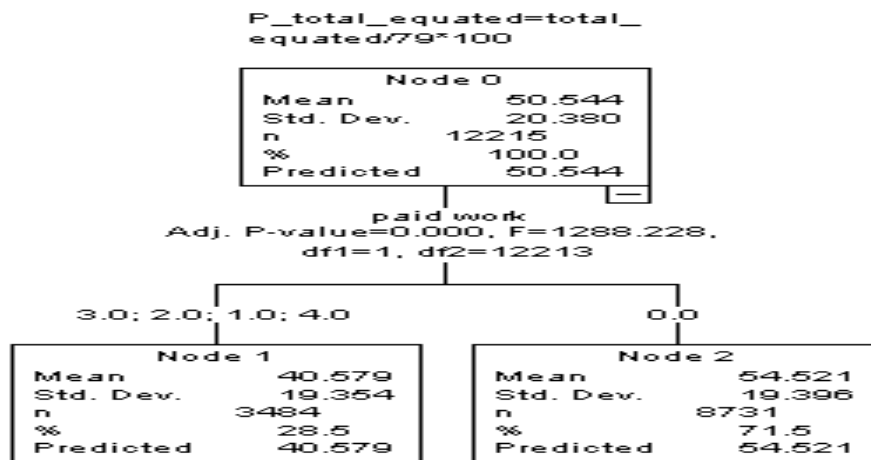 P_total_equated=total_
equated/79*100
Node 0
Mean 50.544
Std. Dev. 20.380
n 12215
% 100.0
Predicted 50.544
paid work
Adj. P-value=0.000, F=1288.228,
df1=1, df2=12213
3.0; 2.0; 1.0; 4.0
0.0
Node 1
Mean 40.579
Std. Dev. 19.354
n 3484
% 28.5
Predicted 40.579
Node 2
Mean 54.521
Std. Dev. 19.396
n 8731
% 71.5
Predicted 54.521